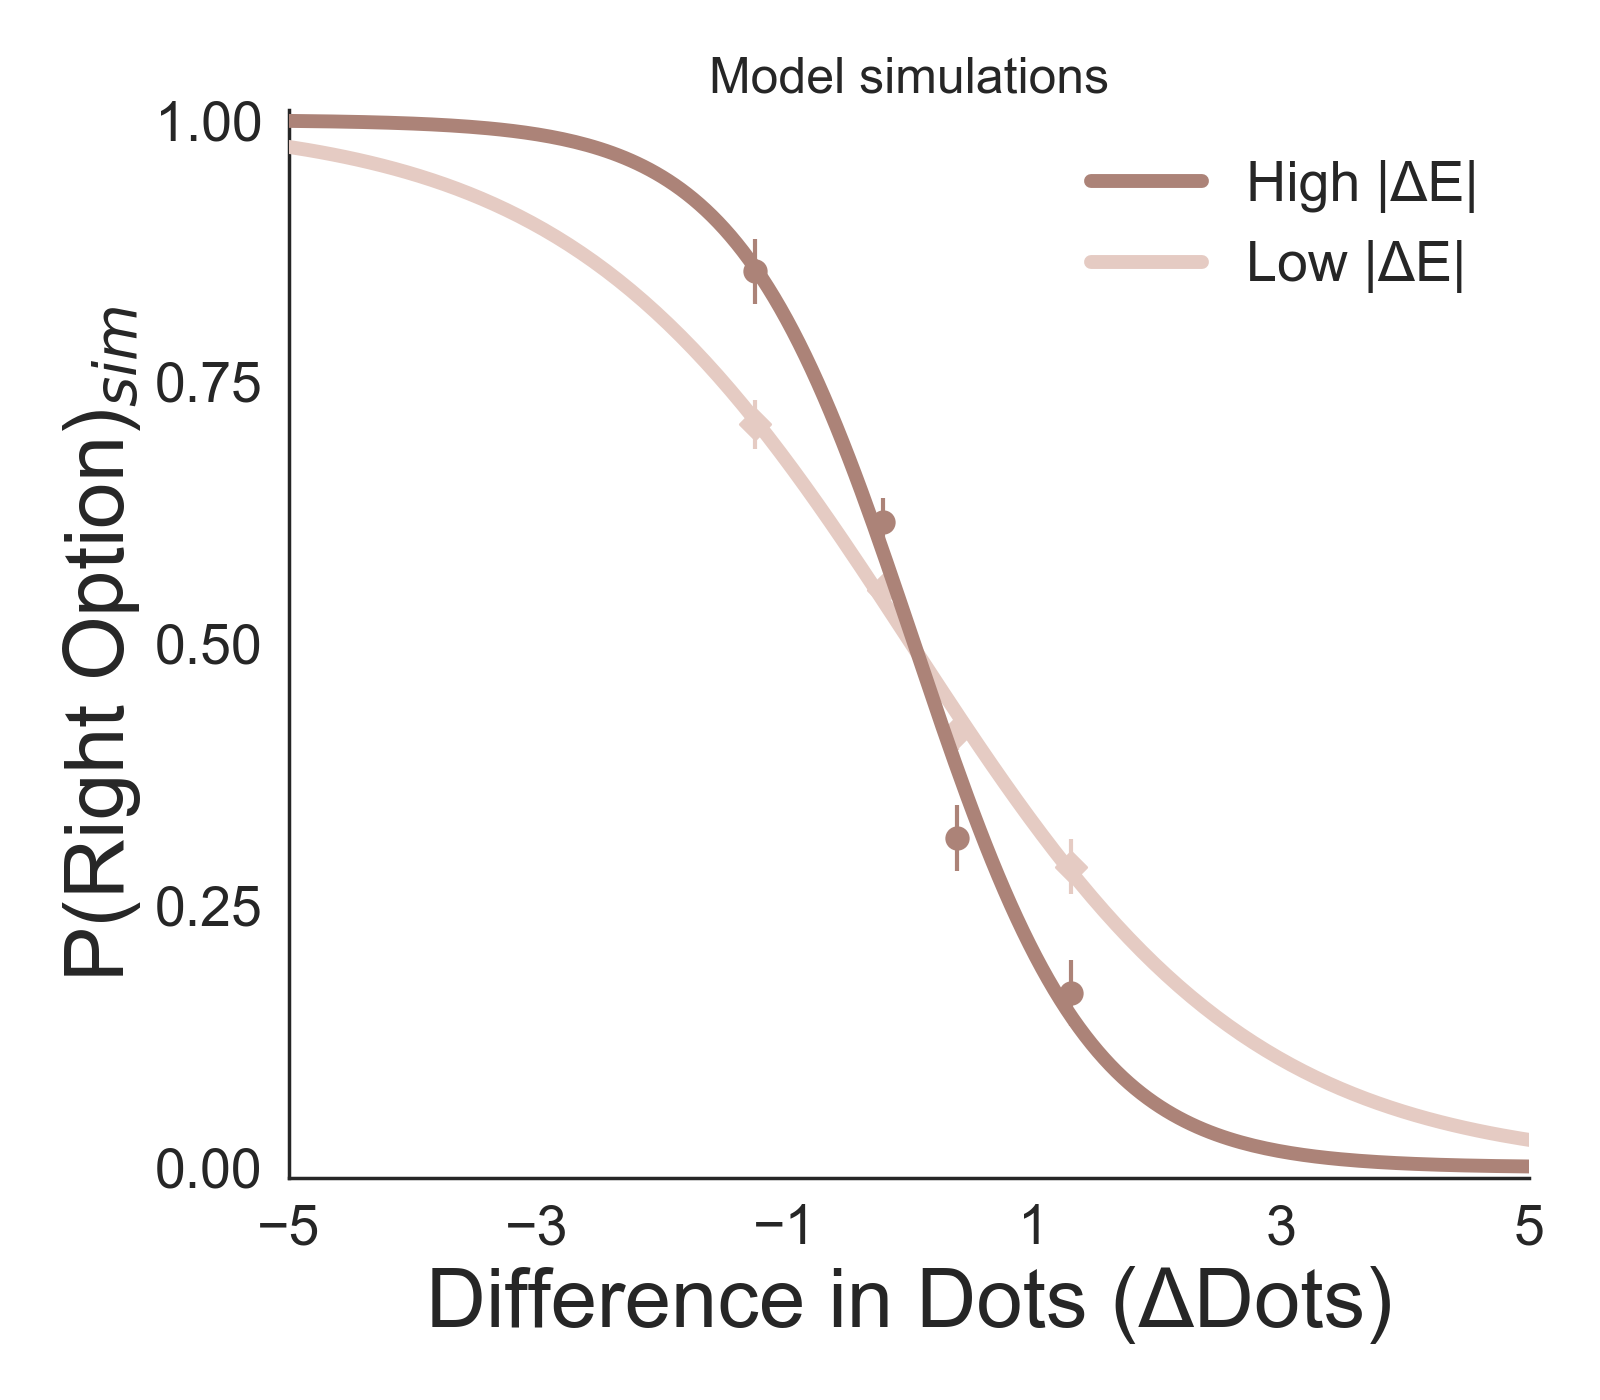 Model simulations
High |ΔE|
Low |ΔE|
P(Right Option)sim
1.00
0.75
0.50
0.25
0.00
−5 −3 −1 1 3 5
Difference in Dots (ΔDots)